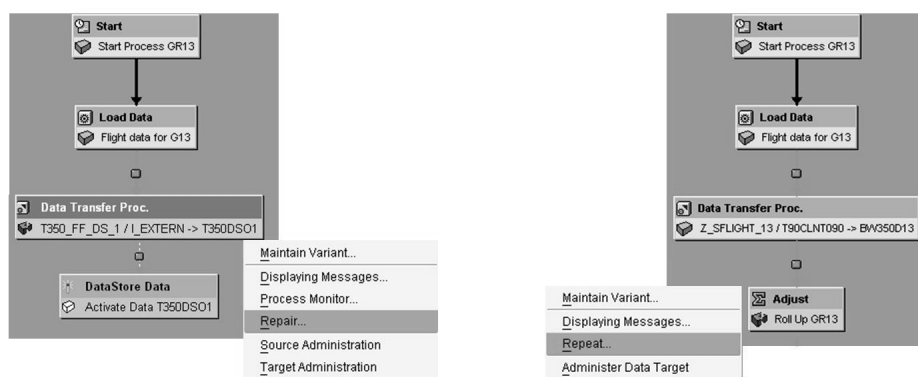 Start
Start Process GR13
Load Data
Flight data for G13
Data Transfer Proc.
T350_FF_DS_1 / I_EXTERN -> T350DSO1
DataStore Data
Activate Data T350DSO1
Maintain Variant...
Displaying Messages...
Process Monitor...
Repair...
Source Administration
Target Administration
Start
Start Process GR13
Load Data
Flight data for G13
Data Transfer Proc.
Z_SFLIGHT_13 / T90CLNT090 -> BW350D13
Adjust
Roll Up GR13
Maintain Variant...
Displaying Messages...
Repeat...
Administer Data Target